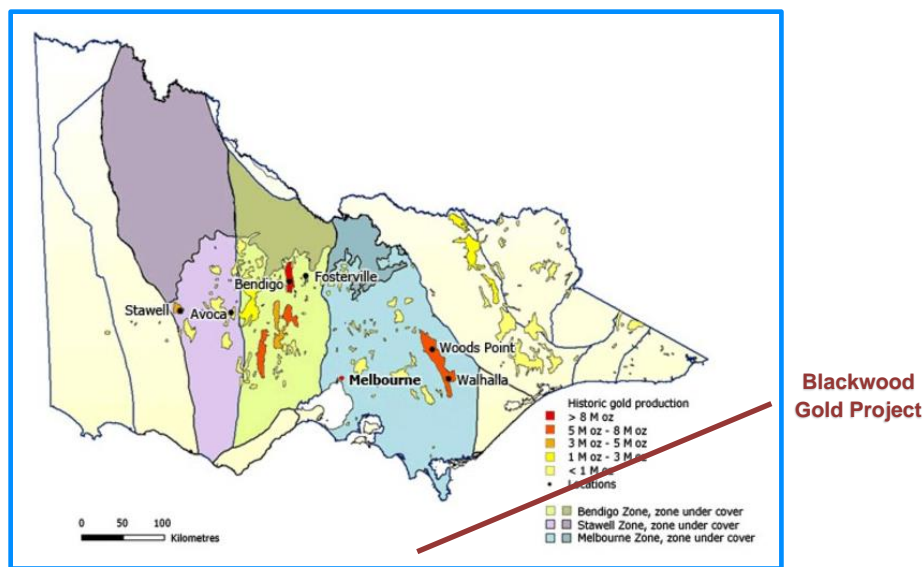 Fosterville
Bendigo
Stawell
Avoca
Woods Point
Melbourne
Walhalla
Blackwood
Gold Project
Historic gold production
> 8 M oz
5 M oz - 8 M oz
3 M oz - 5 M oz
1 M oz - 3 M oz
< 1 M oz
Locations
Bendigo Zone, zone under cover
Stawell Zone, zone under cover
Melbourne Zone, zone under cover
0 50 100
Kilometres